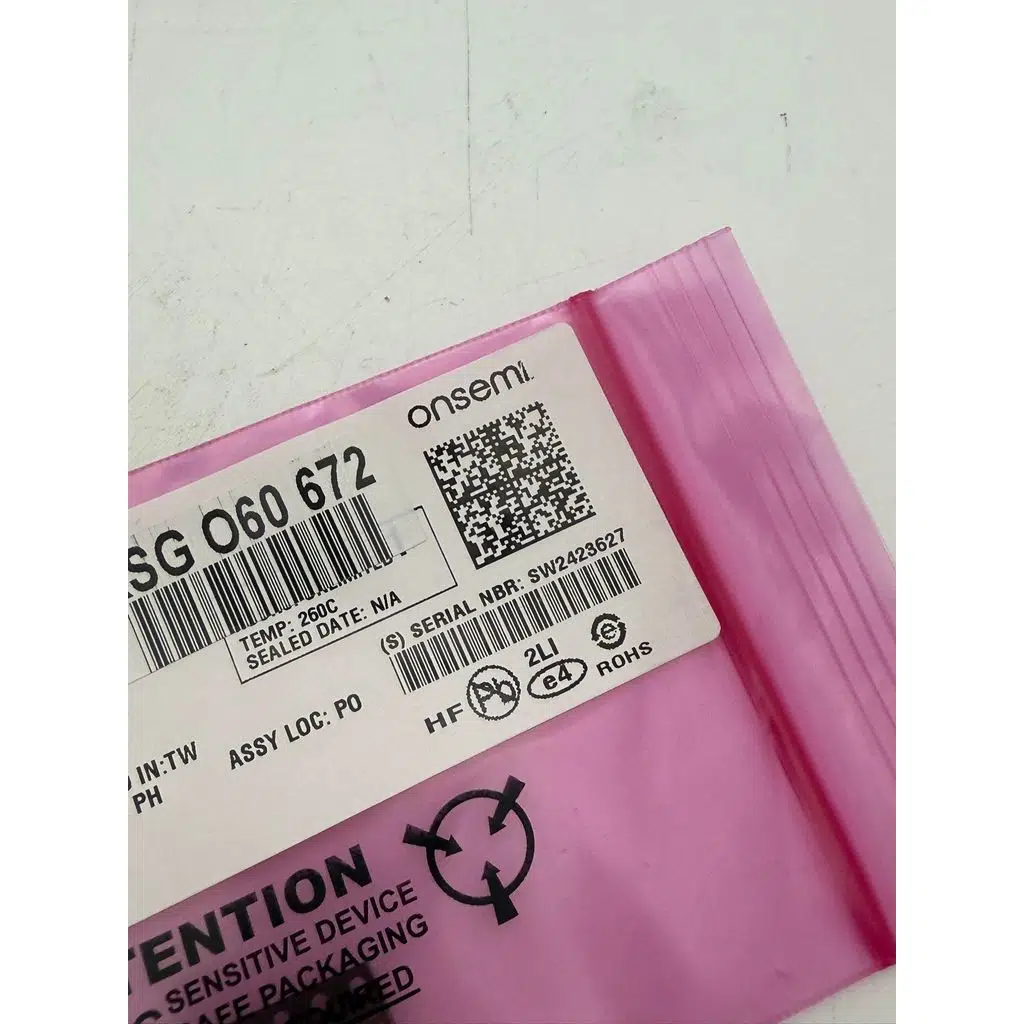 onsemi
SG O60 672
TEMP: 260C
SEALED DATE: N/A
(S) SERIAL NBR: SW2423627
HF Pb 2LI e4 e ROHS
ASSY LOC: PO
IN:TW
PH
TENTION
SENSITIVE DEVICE
AFE PACKAGING